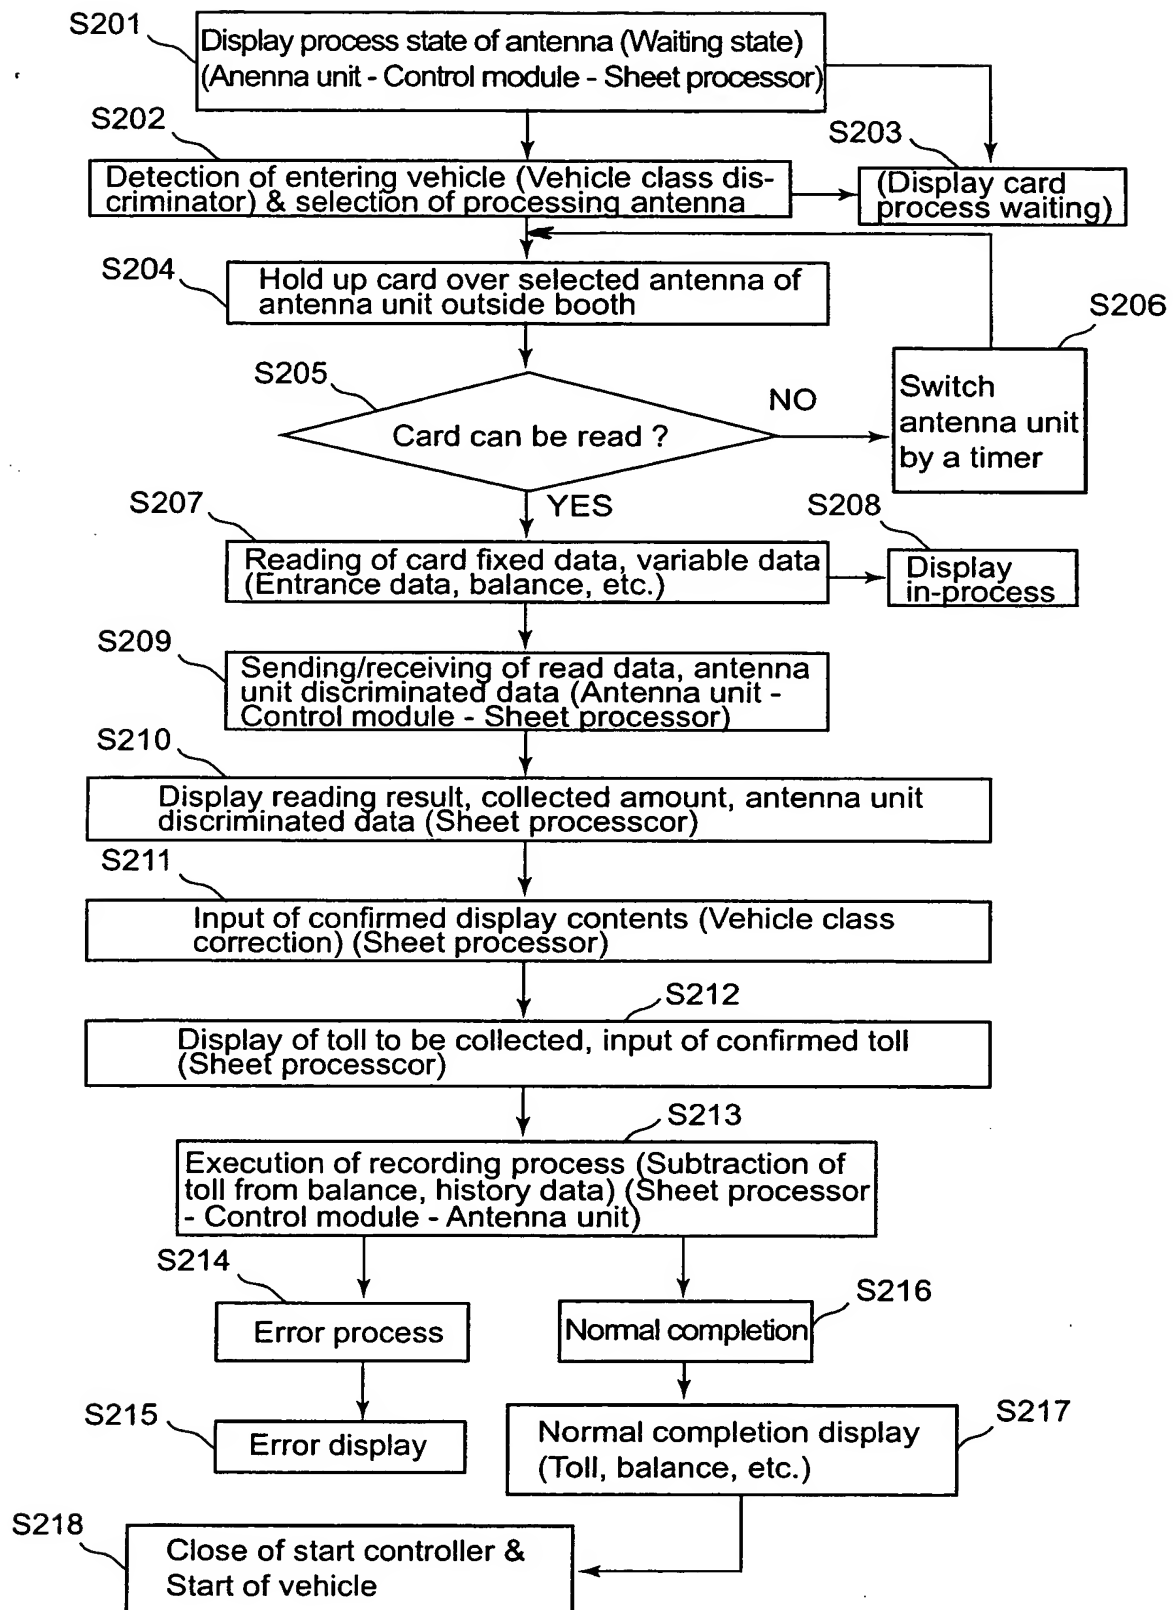 S201
Display process state of antenna (Waiting state)
(Anenna unit - Control module - Sheet processor)
S202
Detection of entering vehicle (Vehicle class dis-
criminator) & selection of processing antenna
S203
(Display card
process waiting)
S204
Hold up card over selected antenna of
antenna unit outside booth
S205
Card can be read ?
NO
S206
Switch
antenna unit
by a timer
YES
S207
Reading of card fixed data, variable data
(Entrance data, balance, etc.)
S208
Display
in-process
S209
Sending/receiving of read data, antenna
unit discriminated data (Antenna unit -
Control module - Sheet processor)
S210
Display reading result, collected amount, antenna unit
discriminated data (Sheet processcor)
S211
Input of confirmed display contents (Vehicle class
correction) (Sheet processor)
S212
Display of toll to be collected, input of confirmed toll
(Sheet processcor)
S213
Execution of recording process (Subtraction of
toll from balance, history data) (Sheet processor
- Control module - Antenna unit)
S214
Error process
S216
Normal completion
S215
Error display
S217
Normal completion display
(Toll, balance, etc.)
S218
Close of start controller &
Start of vehicle